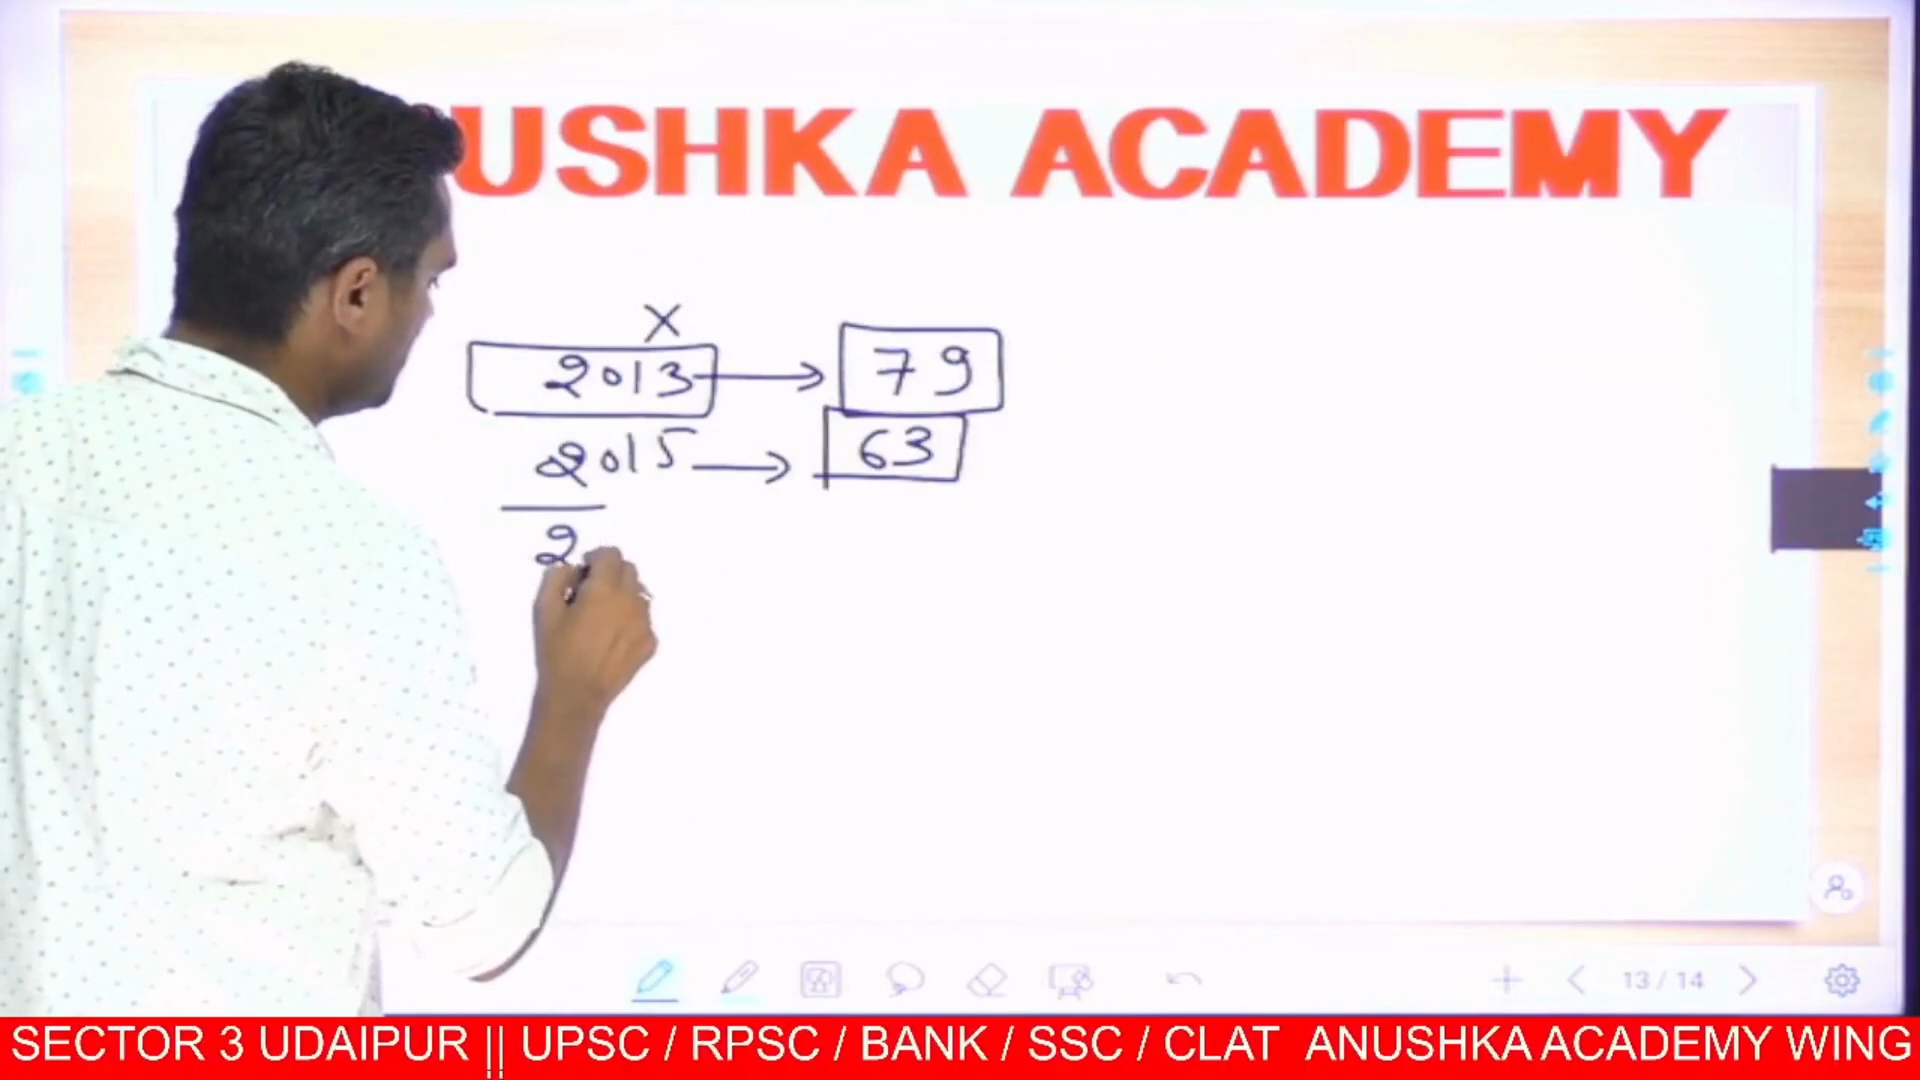 USHKA ACADEMY
X
2013 → 79
2015 → 63
2
13 / 14
SECTOR 3 UDAIPUR || UPSC / RPSC / BANK / SSC / CLAT ANUSHKA ACADEMY WING